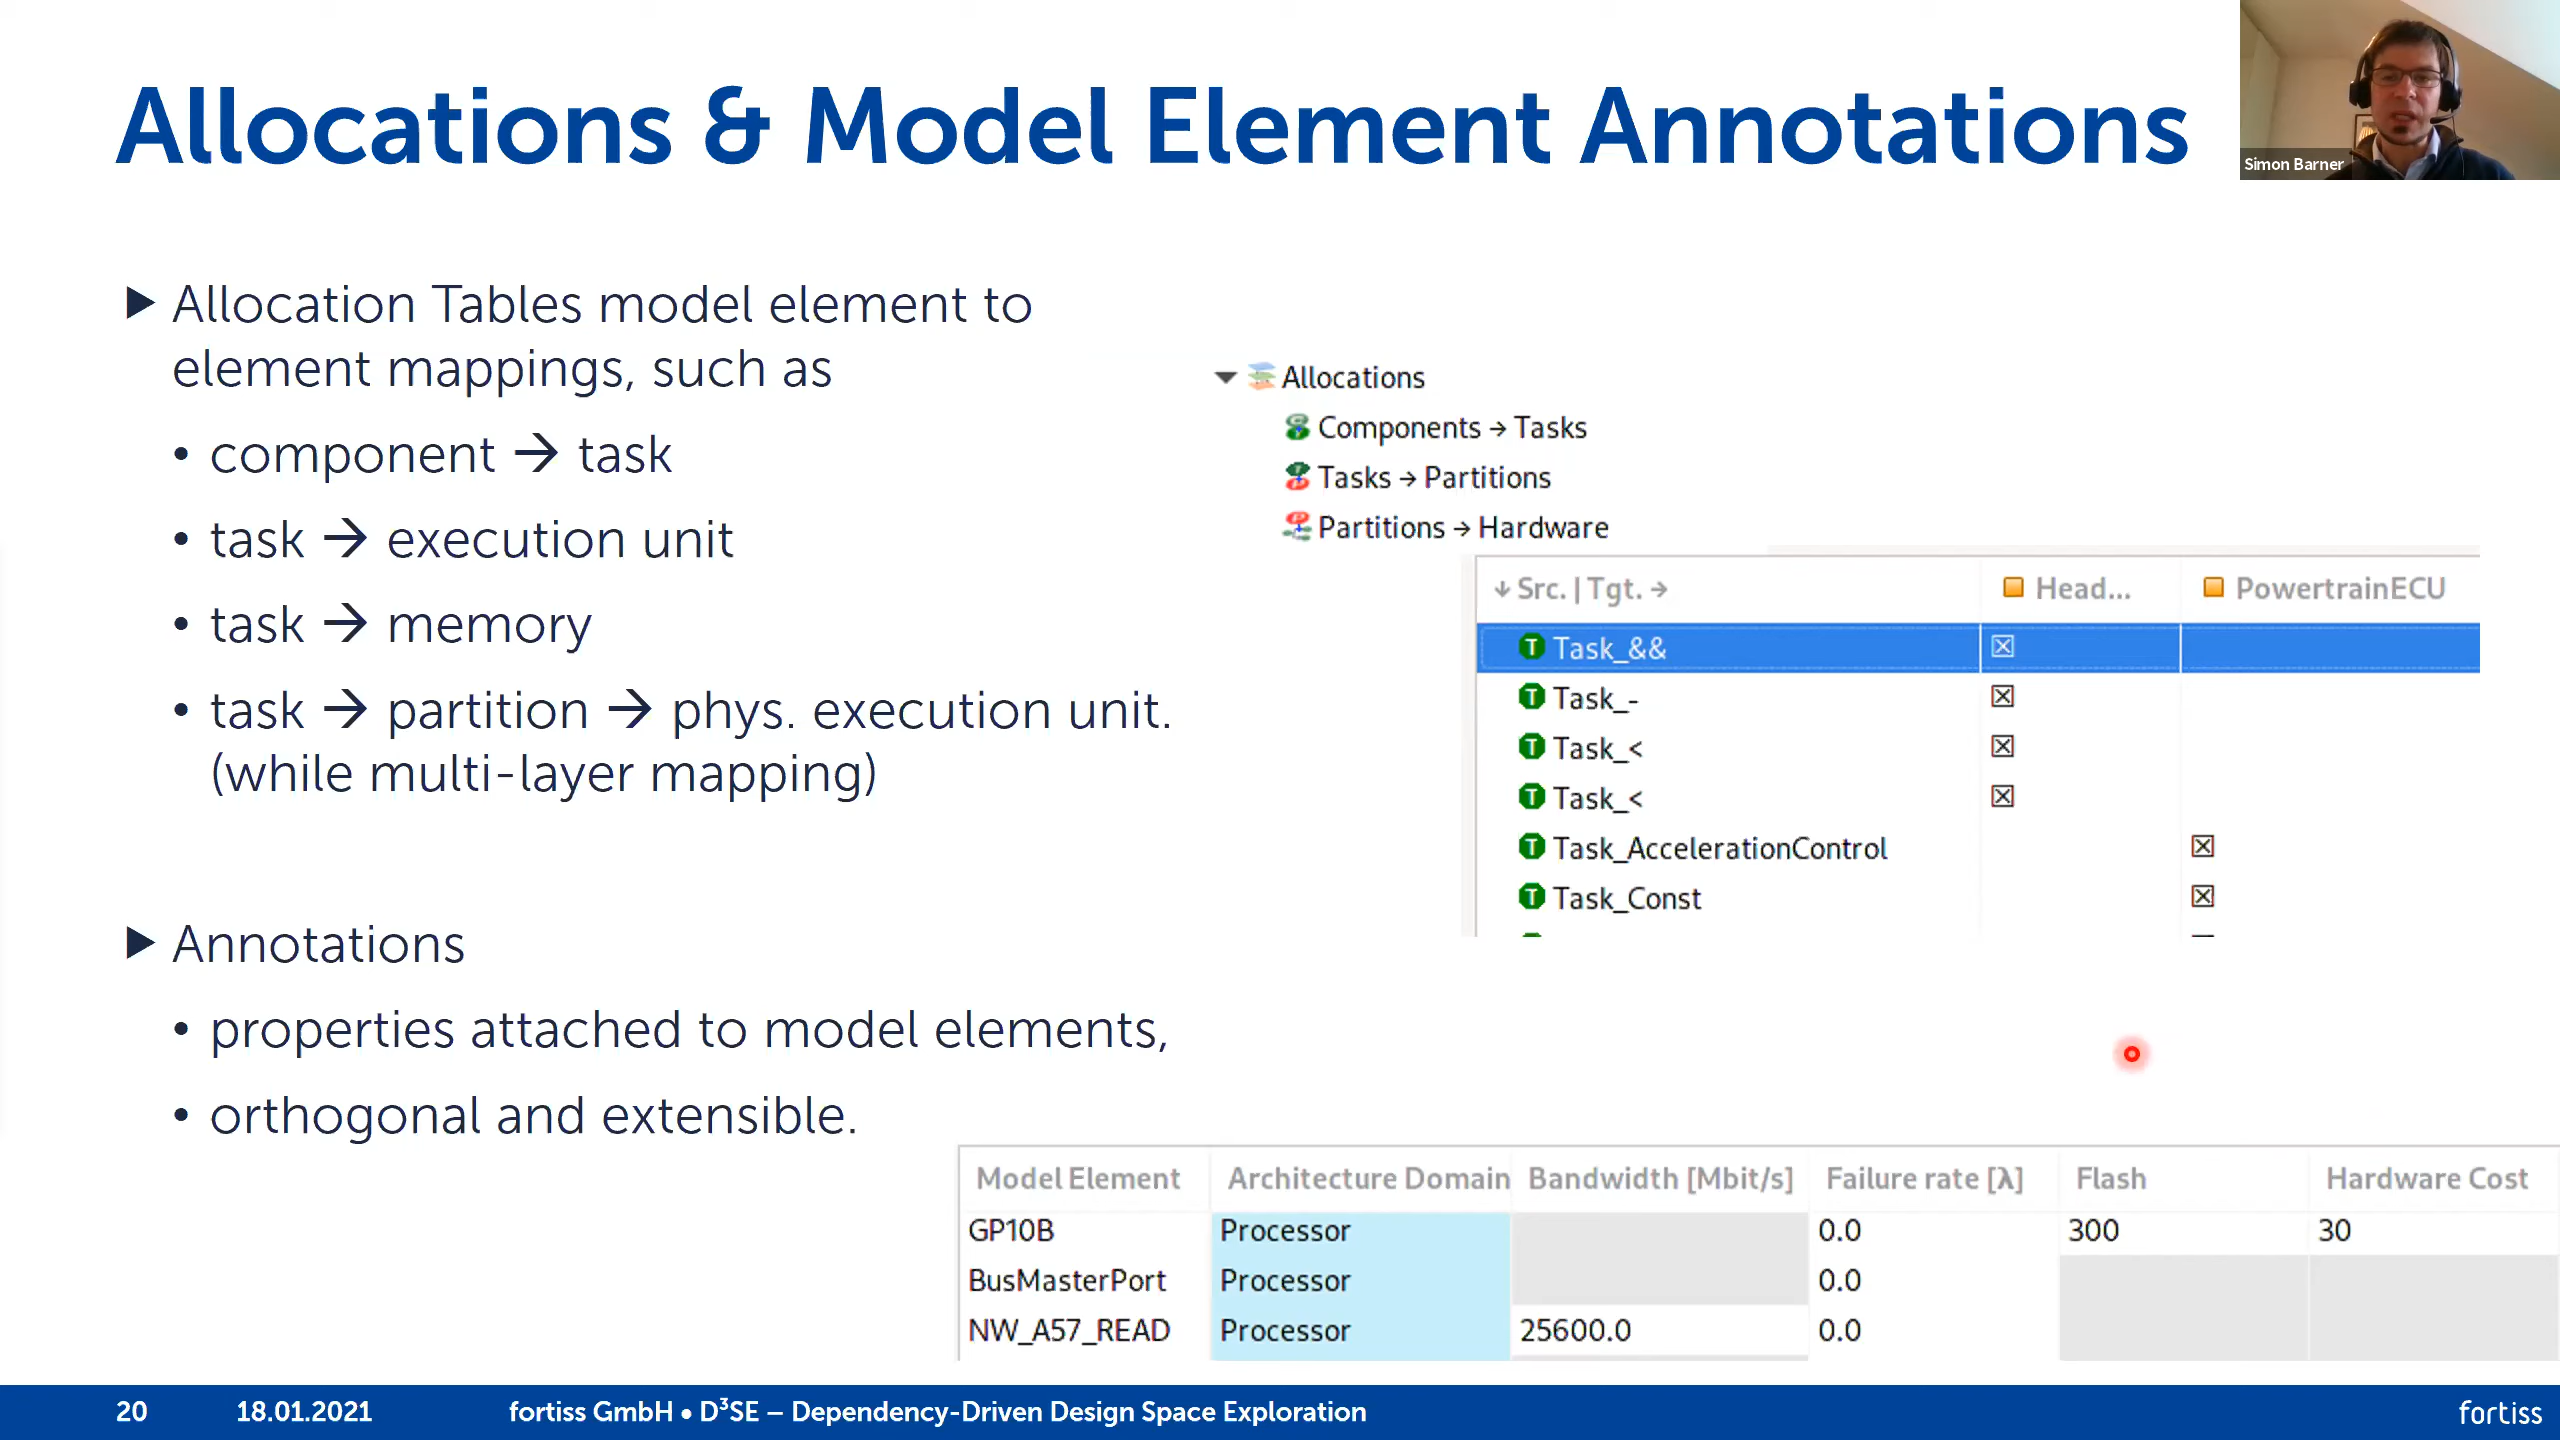 Allocations & Model Element Annotations
Simon Barner
▶ Allocation Tables model element to
element mappings, such as
• component → task
• task → execution unit
• task → memory
• task → partition → phys. execution unit.
(while multi-layer mapping)
▶ Annotations
• properties attached to model elements,
• orthogonal and extensible.
Allocations
Components → Tasks
Tasks → Partitions
Partitions → Hardware
↓ Src. | Tgt. → Head... PowertrainECU
T Task_&& ☒
T Task_- ☒
T Task_< ☒
T Task_< ☒
T Task_AccelerationControl ☒
T Task_Const ☒
Model Element Architecture Domain Bandwidth [Mbit/s] Failure rate [λ] Flash Hardware Cost
GP10B Processor 0.0 300 30
BusMasterPort Processor 0.0
NW_A57_READ Processor 25600.0 0.0
20 18.01.2021 fortiss GmbH • D³SE – Dependency-Driven Design Space Exploration fortiss